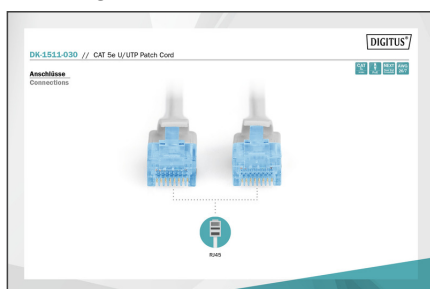 DIGITUS®
DK-1511-030 // CAT 5e U/UTP Patch Cord
Anschlüsse
Connections
RJ45